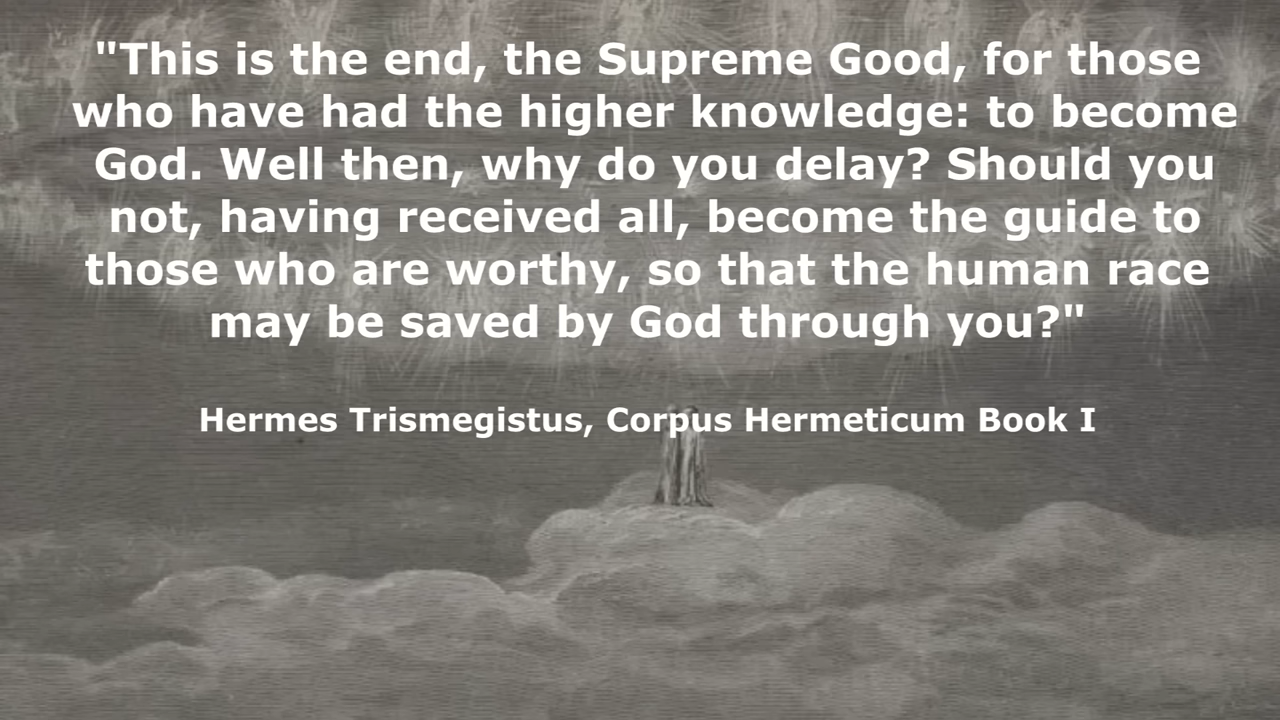 "This is the end, the Supreme Good, for those
who have had the higher knowledge: to become
God. Well then, why do you delay? Should you
not, having received all, become the guide to
those who are worthy, so that the human race
may be saved by God through you?"
Hermes Trismegistus, Corpus Hermeticum Book I